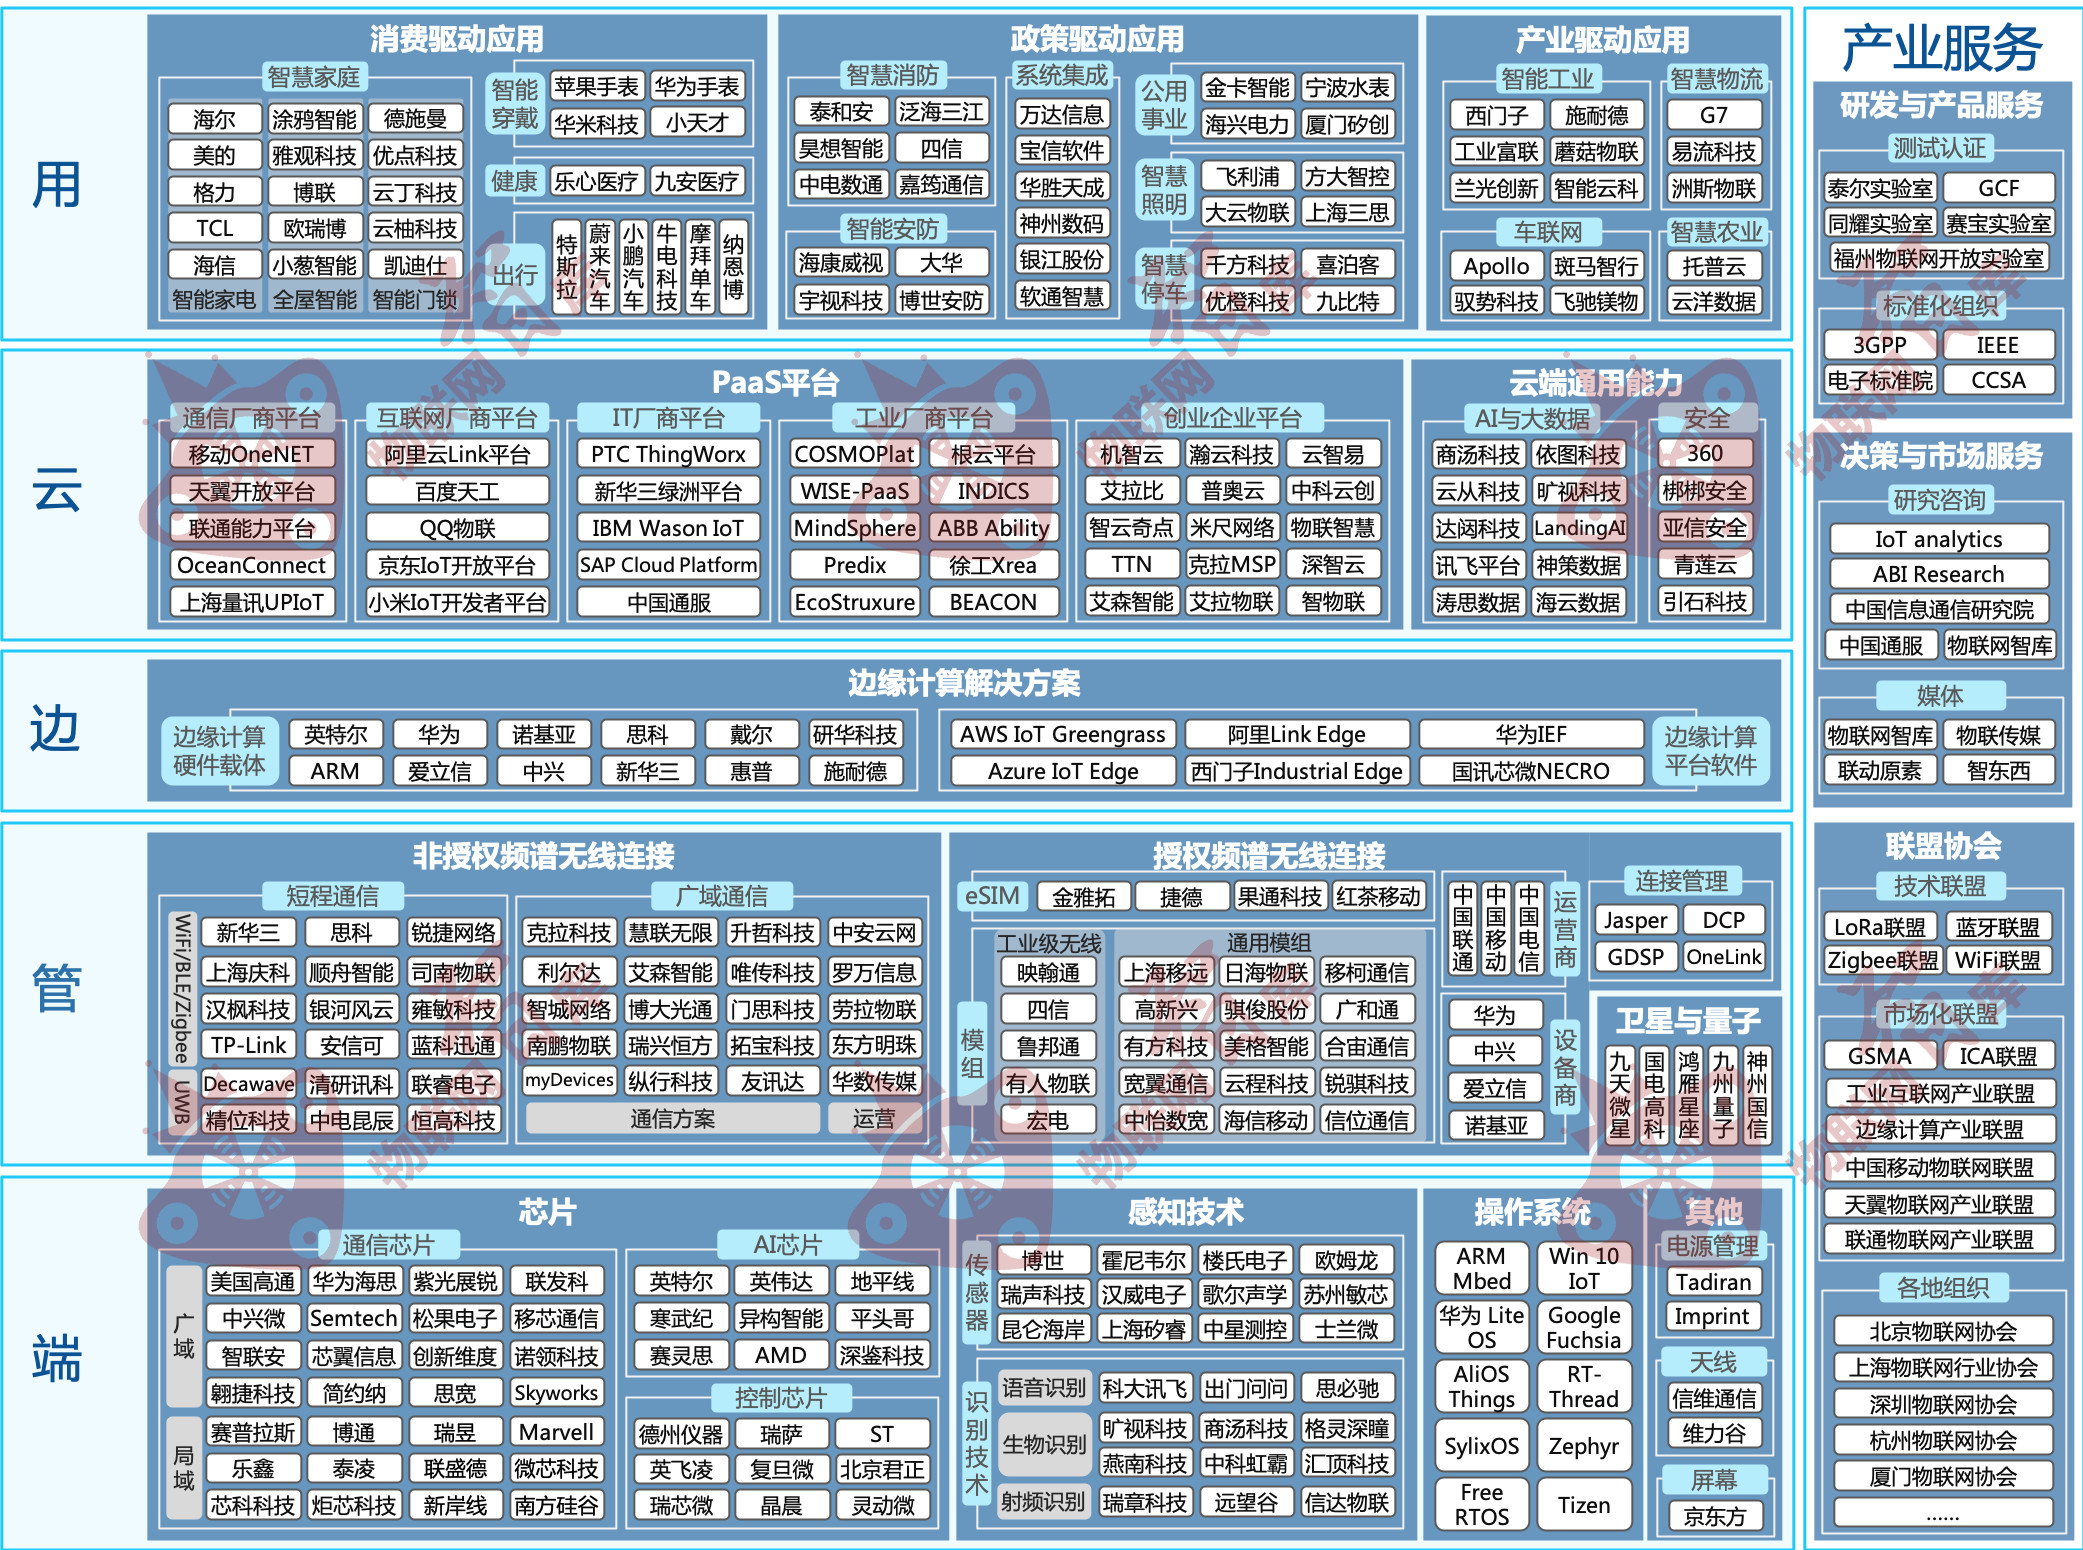 用
消费驱动应用
智慧家庭
海尔 涂鸦智能 德施曼
美的 雅观科技 优点科技
格力 博联 云丁科技
TCL 欧瑞博 云柚科技
海信 小葱智能 凯迪仕
智能家电 全屋智能 智能门锁
智能穿戴
苹果手表 华为手表
华米科技 小天才
健康 乐心医疗 九安医疗
出行 特斯拉 蔚来汽车 小鹏汽车 牛电科技 摩拜单车 纳恩博
政策驱动应用
智慧消防
泰和安 泛海三江
昊想智能 四信
中电数通 嘉筠通信
智能安防
海康威视 大华
宇视科技 博世安防
系统集成
万达信息
宝信软件
华胜天成
神州数码
银江股份
软通智慧
公用事业
金卡智能 宁波水表
海兴电力 厦门矽创
智慧照明
飞利浦 方大智控
大云物联 上海三思
智慧停车
千方科技 喜泊客
优橙科技 九比特
产业驱动应用
智能工业
西门子 施耐德
工业富联 蘑菇物联
兰光创新 智能云科
智慧物流
G7
易流科技
洲斯物联
车联网
Apollo 斑马智行
驭势科技 飞驰镁物
智慧农业
托普云
云洋数据
云
PaaS平台
通信厂商平台
移动OneNET
天翼开放平台
联通能力平台
OceanConnect
上海量讯UPIoT
互联网厂商平台
阿里云Link平台
百度天工
QQ物联
京东IoT开放平台
小米IoT开发者平台
IT厂商平台
PTC ThingWorx
新华三绿洲平台
IBM Wason IoT
SAP Cloud Platform
中国通服
工业厂商平台
COSMOPlat 根云平台
WISE-PaaS INDICS
MindSphere ABB Ability
Predix 徐工Xrea
EcoStruxure BEACON
创业企业平台
机智云 瀚云科技 云智易
艾拉比 普奥云 中科云创
智云奇点 米尺网络 物联智慧
TTN 克拉MSP 深智云
艾森智能 艾拉物联 智物联
云端通用能力
AI与大数据
商汤科技 依图科技
云从科技 旷视科技
达闼科技 LandingAI
讯飞平台 神策数据
涛思数据 海云数据
安全
360
梆梆安全
亚信安全
青莲云
引石科技
边
边缘计算解决方案
边缘计算硬件载体
英特尔 华为 诺基亚 思科 戴尔 研华科技
ARM 爱立信 中兴 新华三 惠普 施耐德
AWS IoT Greengrass 阿里Link Edge 华为IEF
Azure IoT Edge 西门子Industrial Edge 国讯芯微NECRO
边缘计算平台软件
管
非授权频谱无线连接
短程通信
WiFi/BLE/Zigbee
新华三 思科 锐捷网络
上海庆科 顺舟智能 司南物联
汉枫科技 银河风云 雍敏科技
TP-Link 安信可 蓝科迅通
UWB
Decawave 清研讯科 联睿电子
精位科技 中电昆辰 恒高科技
广域通信
克拉科技 慧联无限 升哲科技 中安云网
利尔达 艾森智能 唯传科技 罗万信息
智城网络 博大光通 门思科技 劳拉物联
南鹏物联 瑞兴恒方 拓宝科技 东方明珠
myDevices 纵行科技 友讯达 华数传媒
通信方案 运营
授权频谱无线连接
eSIM 金雅拓 捷德 果通科技 红茶移动
模组
工业级无线
映翰通
四信
鲁邦通
有人物联
宏电
通用模组
上海移远 日海物联 移柯通信
高新兴 骐俊股份 广和通
有方科技 美格智能 合宙通信
宽翼通信 云程科技 锐骐科技
中怡数宽 海信移动 信位通信
中国联通 中国移动 中国电信 运营商
华为
中兴
爱立信
诺基亚
设备商
连接管理
Jasper DCP
GDSP OneLink
卫星与量子
九天微星 国电高科 鸿雁星座 九州量子 神州国信
端
芯片
通信芯片
广域
美国高通 华为海思 紫光展锐 联发科
中兴微 Semtech 松果电子 移芯通信
智联安 芯翼信息 创新维度 诺领科技
翱捷科技 简约纳 思宽 Skyworks
局域
赛普拉斯 博通 瑞昱 Marvell
乐鑫 泰凌 联盛德 微芯科技
芯科科技 炬芯科技 新岸线 南方硅谷
AI芯片
英特尔 英伟达 地平线
寒武纪 异构智能 平头哥
赛灵思 AMD 深鉴科技
控制芯片
德州仪器 瑞萨 ST
英飞凌 复旦微 北京君正
瑞芯微 晶晨 灵动微
感知技术
传感器
博世 霍尼韦尔 楼氏电子 欧姆龙
瑞声科技 汉威电子 歌尔声学 苏州敏芯
昆仑海岸 上海矽睿 中星测控 士兰微
识别技术
语音识别 科大讯飞 出门问问 思必驰
生物识别
旷视科技 商汤科技 格灵深瞳
燕南科技 中科虹霸 汇顶科技
射频识别 瑞章科技 远望谷 信达物联
操作系统
ARM Mbed Win 10 IoT
华为 Lite OS Google Fuchsia
AliOS Things RT-Thread
SylixOS Zephyr
Free RTOS Tizen
其他
电源管理
Tadiran
Imprint
天线
信维通信
维力谷
屏幕
京东方
产业服务
研发与产品服务
测试认证
泰尔实验室 GCF
同耀实验室 赛宝实验室
福州物联网开放实验室
标准化组织
3GPP IEEE
电子标准院 CCSA
决策与市场服务
研究咨询
IoT analytics
ABI Research
中国信息通信研究院
中国通服 物联网智库
媒体
物联网智库 物联传媒
联动原素 智东西
联盟协会
技术联盟
LoRa联盟 蓝牙联盟
Zigbee联盟 WiFi联盟
市场化联盟
GSMA ICA联盟
工业互联网产业联盟
边缘计算产业联盟
中国移动物联网联盟
天翼物联网产业联盟
联通物联网产业联盟
各地组织
北京物联网协会
上海物联网行业协会
深圳物联网协会
杭州物联网协会
厦门物联网协会
……
物联网智库
物联网智库
物联网智库
物联网智库
物联网智库
物联网智库